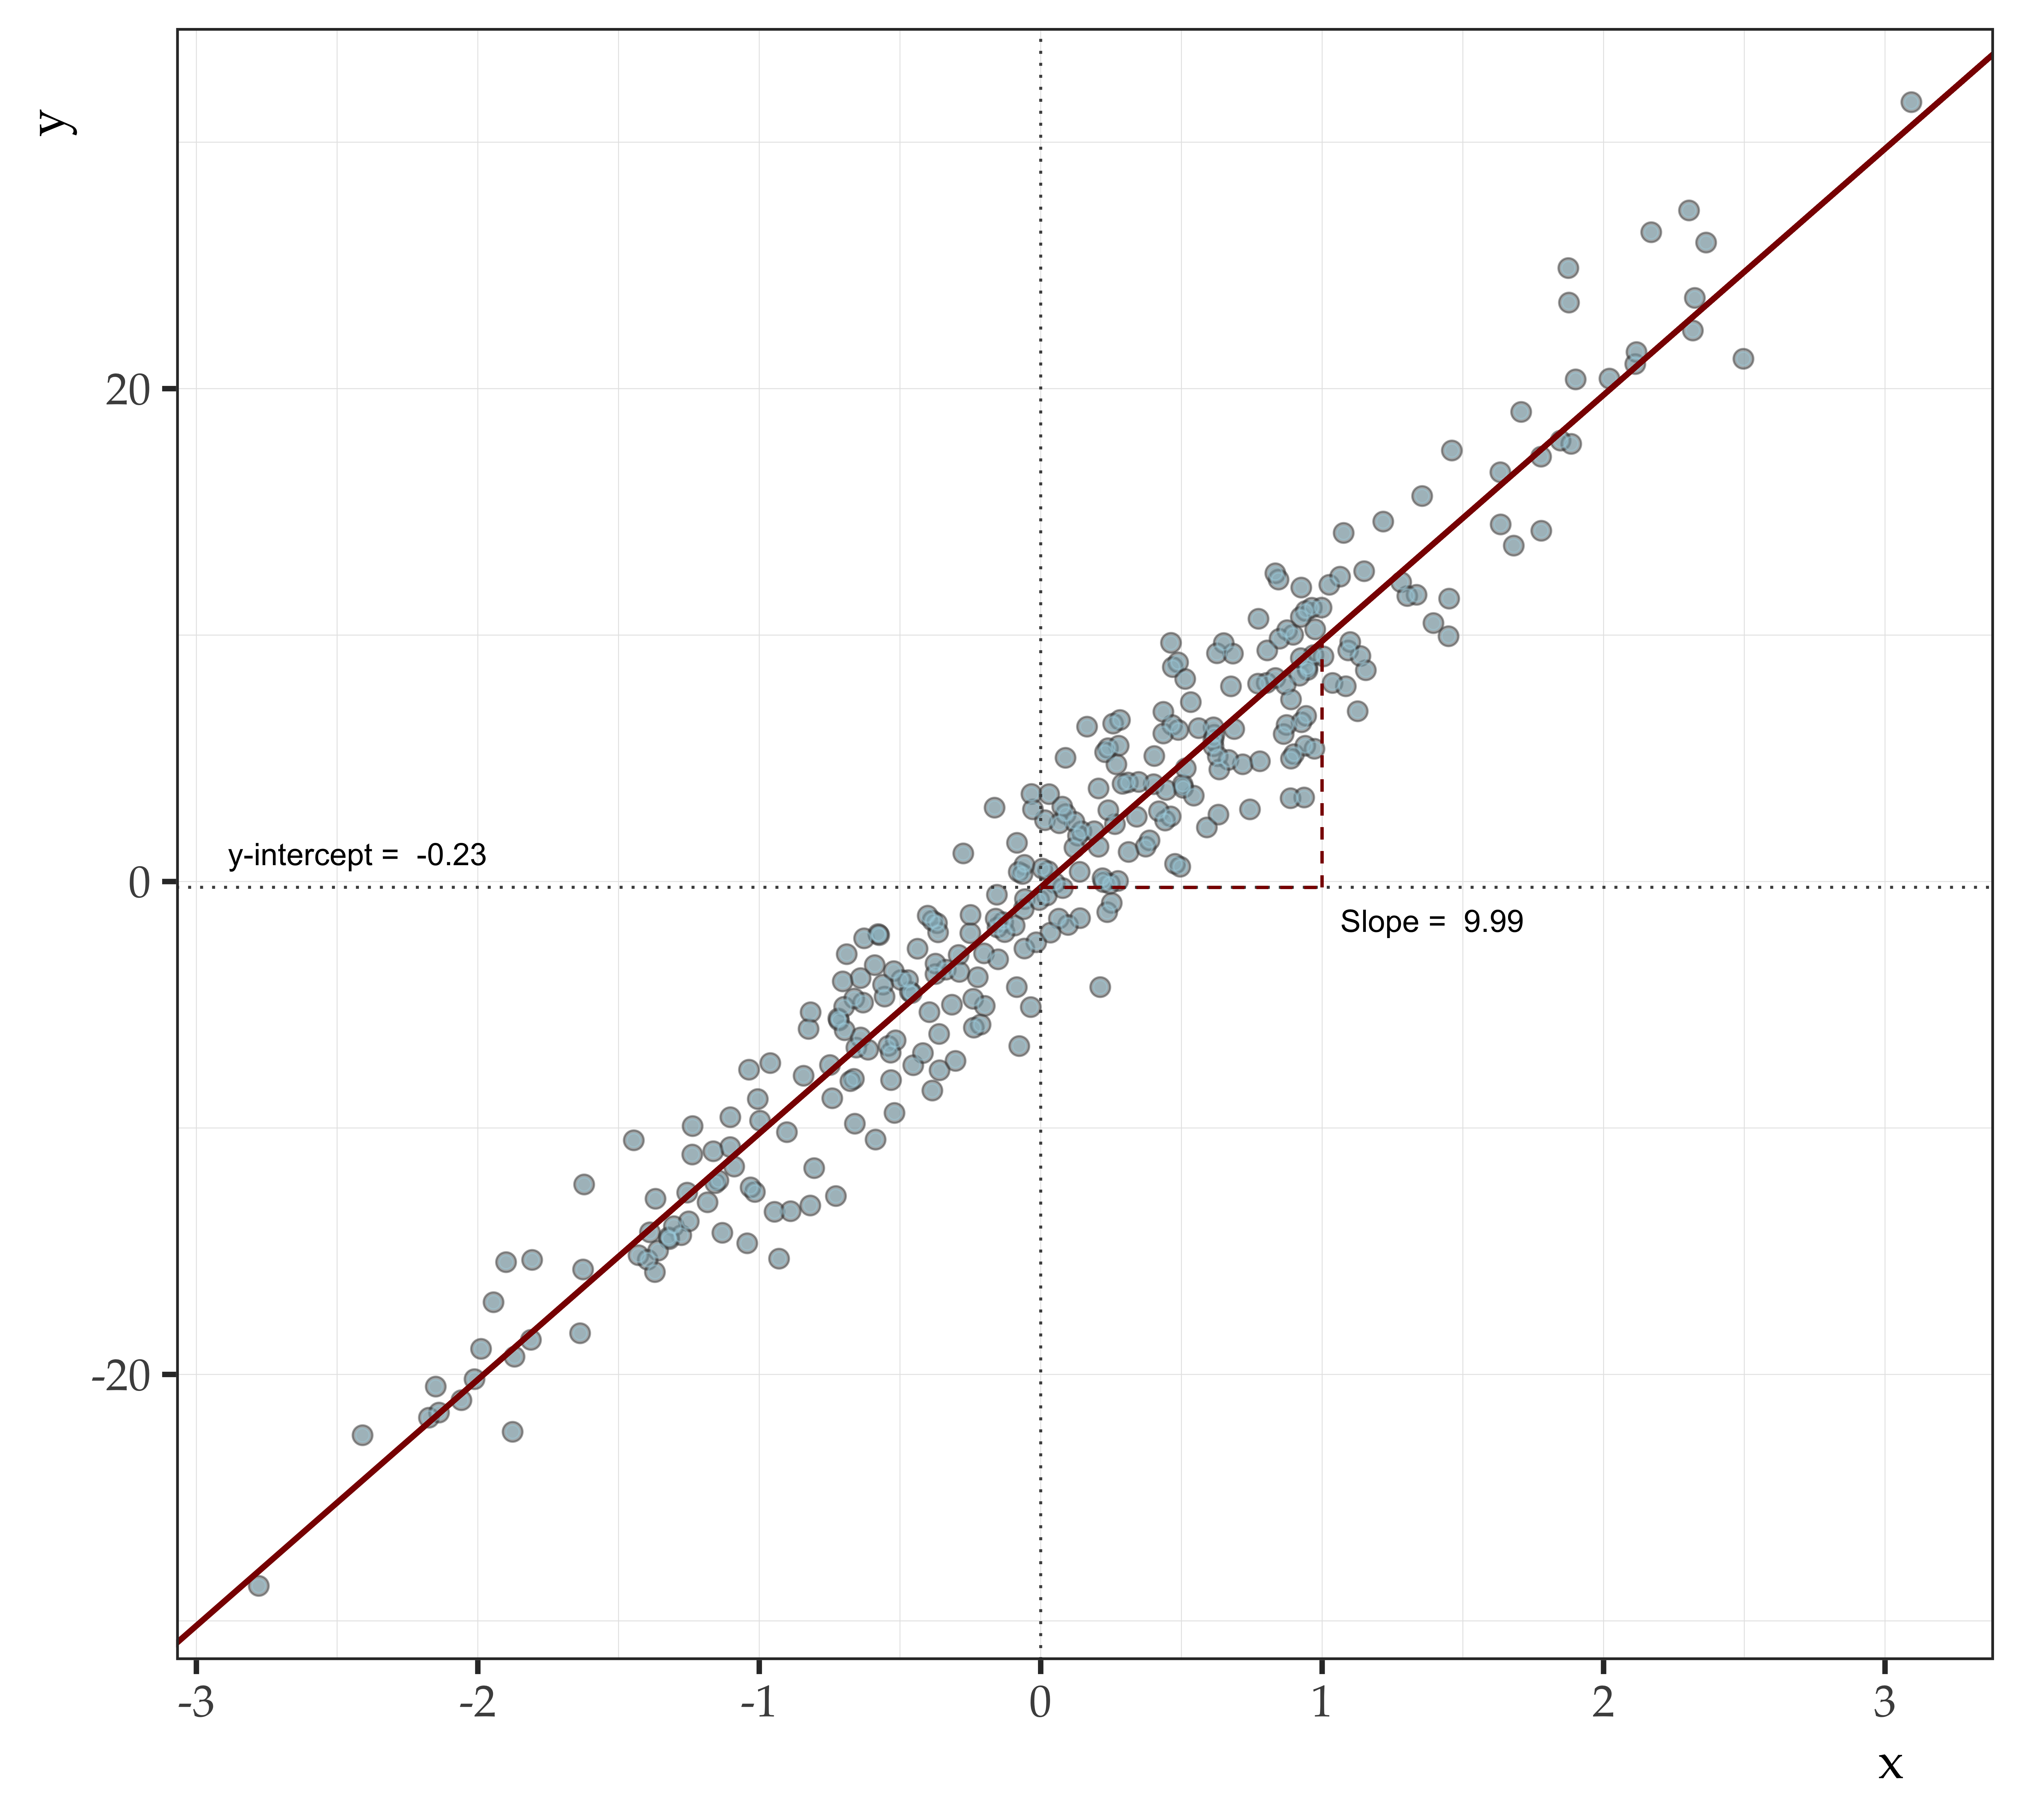 y
20
0
-20
y-intercept =  -0.23
Slope =  9.99
-3 -2 -1 0 1 2 3
x